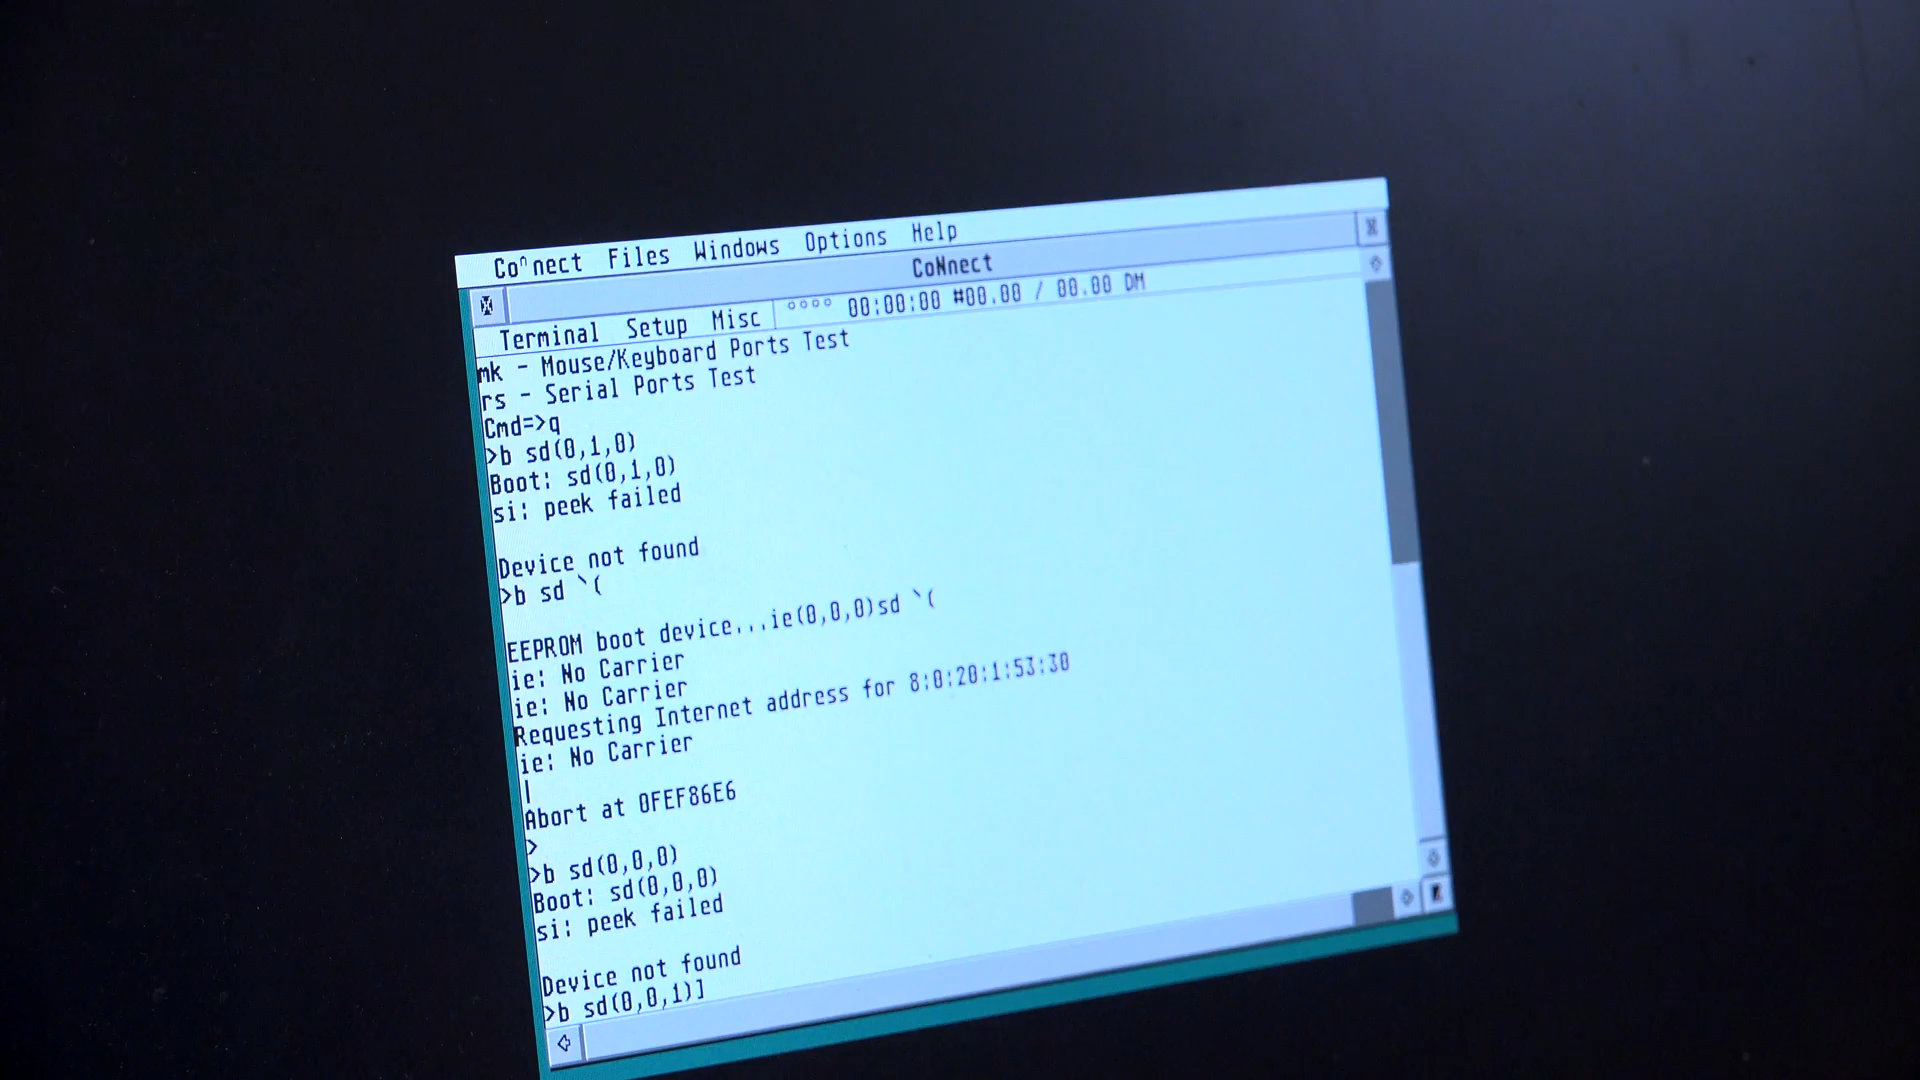 Co^nect Files Windows Options Help
CoNnect
Terminal Setup Misc °°°° 00:00:00 #00.00 / 00.00 DM
mk - Mouse/Keyboard Ports Test
rs - Serial Ports Test
Cmd=>q
>b sd(0,1,0)
Boot: sd(0,1,0)
si: peek failed
Device not found
>b sd `(
EEPROM boot device...ie(0,0,0)sd `(
ie: No Carrier
ie: No Carrier
Requesting Internet address for 8:0:20:1:53:30
ie: No Carrier
|
Abort at 0FEF86E6
>
>b sd(0,0,0)
Boot: sd(0,0,0)
si: peek failed
Device not found
>b sd(0,0,1)]